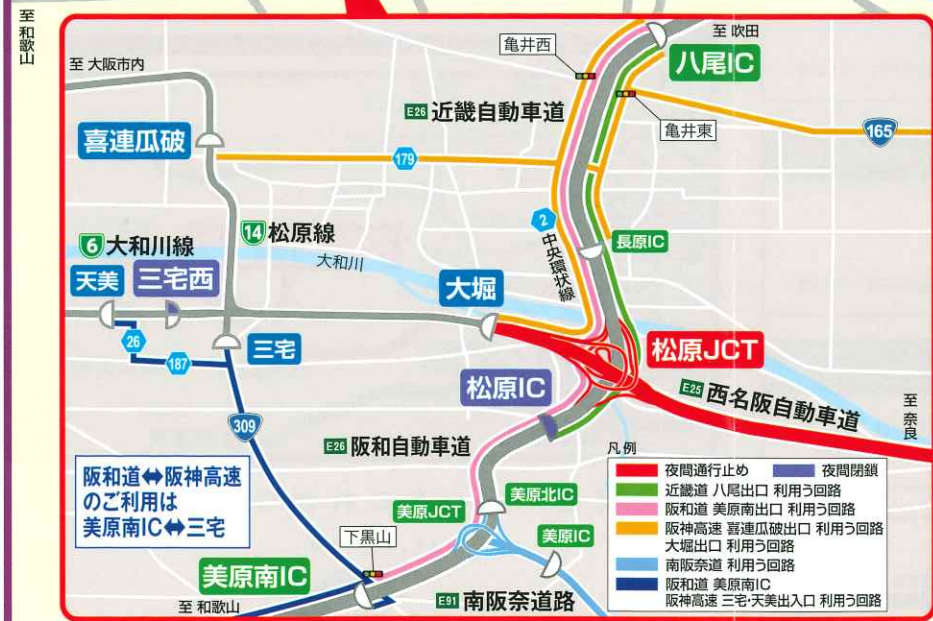 至和歌山
至 吹田
亀井西
八尾IC
至 大阪市内
E26 近畿自動車道
亀井東
165
喜連瓜破
179
2
中央環状線
長原IC
14 松原線
6 大和川線
大和川
天美
三宅西
大堀
26
187
三宅
松原JCT
松原IC
E25 西名阪自動車道
至 奈良
309
E26 阪和自動車道
凡例
夜間通行止め
夜間閉鎖
近畿道 八尾出口 利用う回路
阪和道 美原南出口 利用う回路
阪神高速 喜連瓜破出口 利用う回路
大堀出口 利用う回路
南阪奈道 利用う回路
阪和道 美原南IC
阪神高速 三宅・天美出入口 利用う回路
阪和道⇔阪神高速
のご利用は
美原南IC⇔三宅
美原北IC
美原JCT
美原IC
下黒山
美原南IC
至 和歌山
E91 南阪奈道路